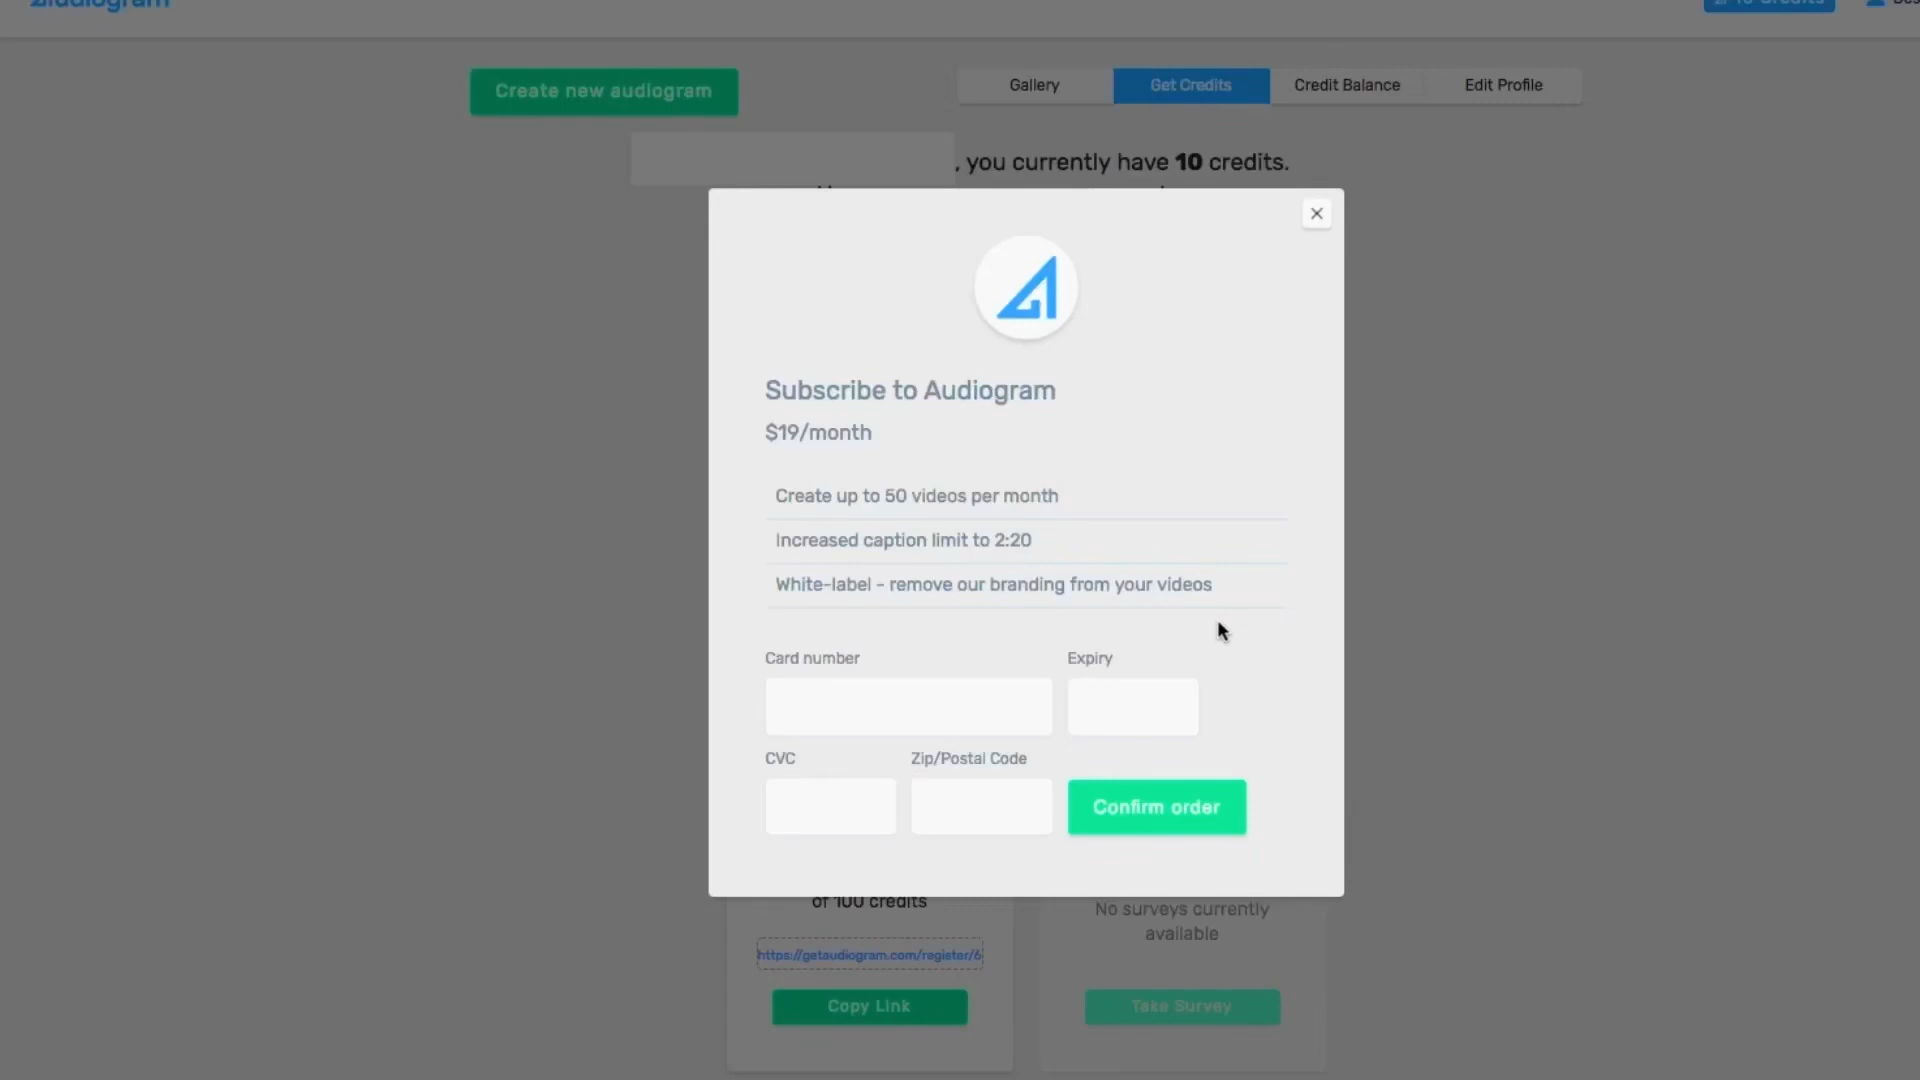 Audiogram
10 Credits
Create new audiogram
Gallery
Get Credits
Credit Balance
Edit Profile
, you currently have 10 credits.
Subscribe to Audiogram
$19/month
Create up to 50 videos per month
Increased caption limit to 2:20
White-label - remove our branding from your videos
Card number
Expiry
CVC
Zip/Postal Code
Confirm order
of 100 credits
No surveys currently
available
https://getaudiogram.com/register/6
Copy Link
Take Survey